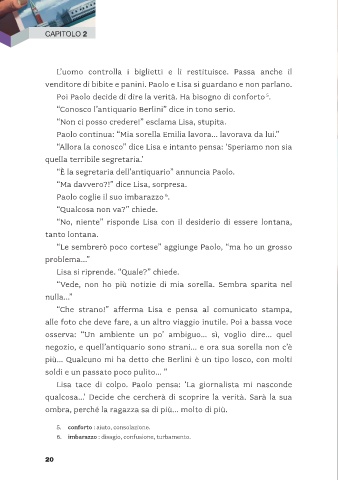 CAPITOLO 2
L'uomo controlla i biglietti e li restituisce. Passa anche il
venditore di bibite e panini. Paolo e Lisa si guardano e non parlano.
Poi Paolo decide di dire la verità. Ha bisogno di conforto 5.
“Conosco l'antiquario Berlini” dice in tono serio.
“Non ci posso credere!” esclama Lisa, stupita.
Paolo continua: “Mia sorella Emilia lavora... lavorava da lui.”
“Allora la conosco” dice Lisa e intanto pensa: ‘Speriamo non sia
quella terribile segretaria.’
“È la segretaria dell'antiquario” annuncia Paolo.
“Ma davvero?!” dice Lisa, sorpresa.
Paolo coglie il suo imbarazzo 6.
“Qualcosa non va?” chiede.
“No, niente” risponde Lisa con il desiderio di essere lontana,
tanto lontana.
“Le sembrerò poco cortese” aggiunge Paolo, “ma ho un grosso
problema...”
Lisa si riprende. “Quale?” chiede.
“Vede, non ho più notizie di mia sorella. Sembra sparita nel
nulla...”
“Che strano!” afferma Lisa e pensa al comunicato stampa,
alle foto che deve fare, a un altro viaggio inutile. Poi a bassa voce
osserva: “Un ambiente un po' ambiguo... sì, voglio dire... quel
negozio, e quell'antiquario sono strani... e ora sua sorella non c'è
più... Qualcuno mi ha detto che Berlini è un tipo losco, con molti
soldi e un passato poco pulito... ”
Lisa tace di colpo. Paolo pensa: ‘La giornalista mi nasconde
qualcosa...’ Decide che cercherà di scoprire la verità. Sarà la sua
ombra, perché la ragazza sa di più... molto di più.
5. conforto : aiuto, consolazione.
6. imbarazzo : disagio, confusione, turbamento.
20